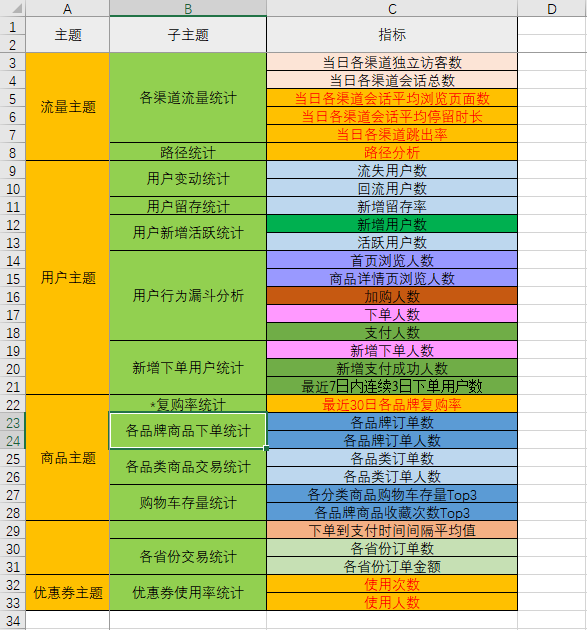 A B C D
1 主题 子主题 指标
2
3 当日各渠道独立访客数
4 当日各渠道会话总数
5 流量主题 各渠道流量统计 当日各渠道会话平均浏览页面数
6 当日各渠道会话平均停留时长
7 当日各渠道跳出率
8 路径统计 路径分析
9 用户变动统计 流失用户数
10 回流用户数
11 用户留存统计 新增留存率
12 用户新增活跃统计 新增用户数
13 活跃用户数
14 首页浏览人数
15 用户主题 商品详情页浏览人数
16 用户行为漏斗分析 加购人数
17 下单人数
18 支付人数
19 新增下单人数
20 新增下单用户统计 新增支付成功人数
21 最近7日内连续3日下单用户数
22 *复购率统计 最近30日各品牌复购率
23 各品牌商品下单统计 各品牌订单数
24 各品牌订单人数
25 商品主题 各品类商品交易统计 各品类订单数
26 各品类订单人数
27 购物车存量统计 各分类商品购物车存量Top3
28 各品牌商品收藏次数Top3
29 下单到支付时间间隔平均值
30 各省份交易统计 各省份订单数
31 各省份订单金额
32 优惠券主题 优惠券使用率统计 使用次数
33 使用人数
34